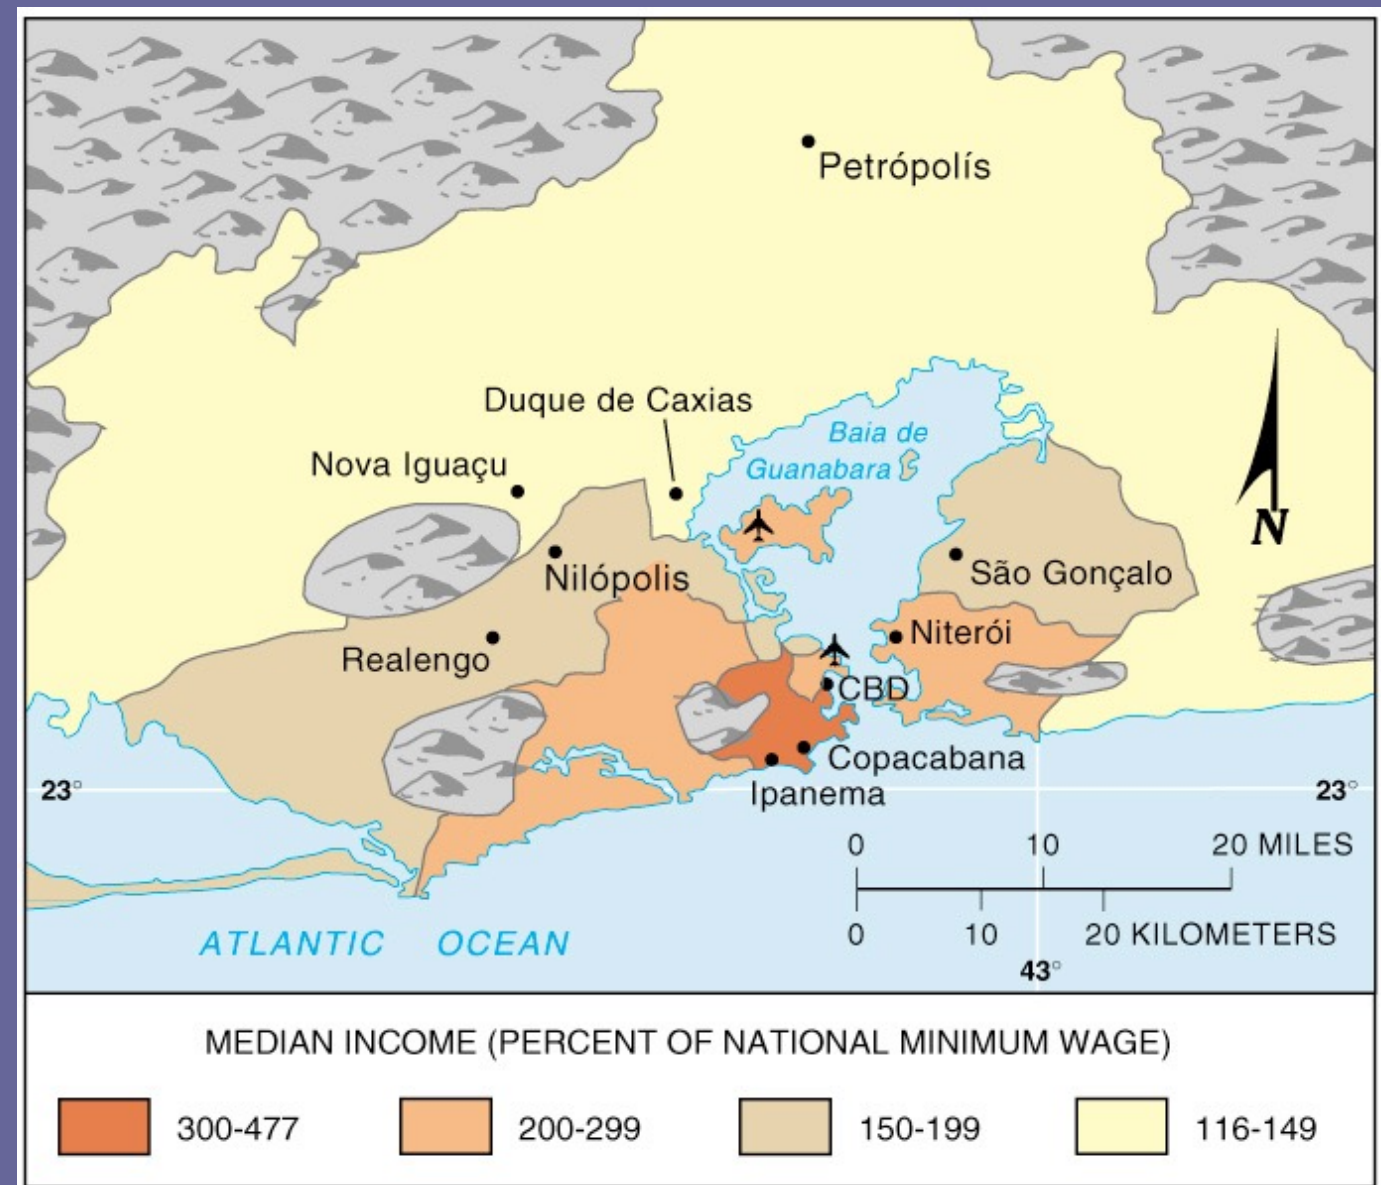 Petrópolís
Duque de Caxias
Baia de
Guanabara
Nova Iguaçu
Nilópolis
São Gonçalo
N
Realengo
Niterói
CBD
Copacabana
Ipanema
23°
23°
0 10 20 MILES
0 10 20 KILOMETERS
43°
ATLANTIC OCEAN
MEDIAN INCOME (PERCENT OF NATIONAL MINIMUM WAGE)
300-477 200-299 150-199 116-149